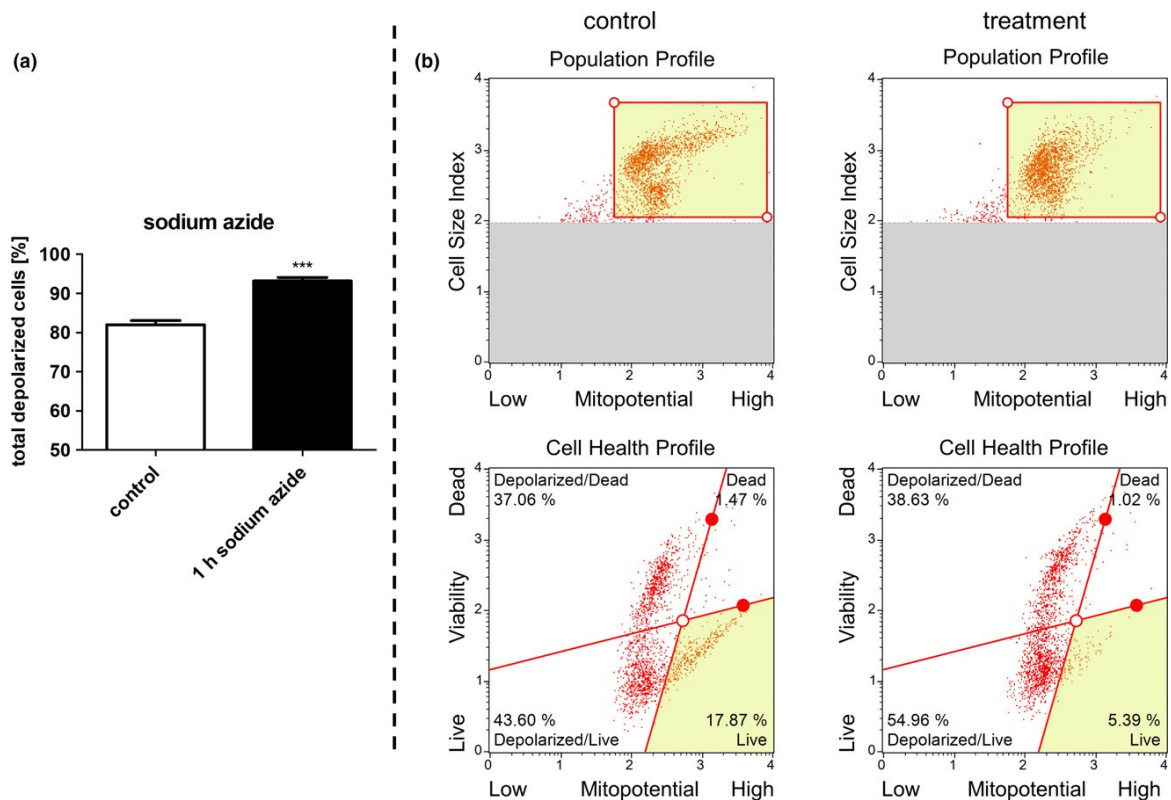 (a)
sodium azide
total depolarized cells [%]
100
90
80
70
60
50
***
control
1 h sodium azide
(b)
control
Population Profile
Cell Size Index
4
3
2
1
0
0 1 2 3 4
Low Mitopotential High
treatment
Population Profile
Cell Size Index
4
3
2
1
0
0 1 2 3 4
Low Mitopotential High
Cell Health Profile
Live Viability Dead
4
3
2
1
0
Depolarized/Dead
37.06 %
Dead
1.47 %
43.60 %
Depolarized/Live
17.87 %
Live
0 1 2 3 4
Low Mitopotential High
Cell Health Profile
Live Viability Dead
4
3
2
1
0
Depolarized/Dead
38.63 %
Dead
1.02 %
54.96 %
Depolarized/Live
5.39 %
Live
0 1 2 3 4
Low Mitopotential High